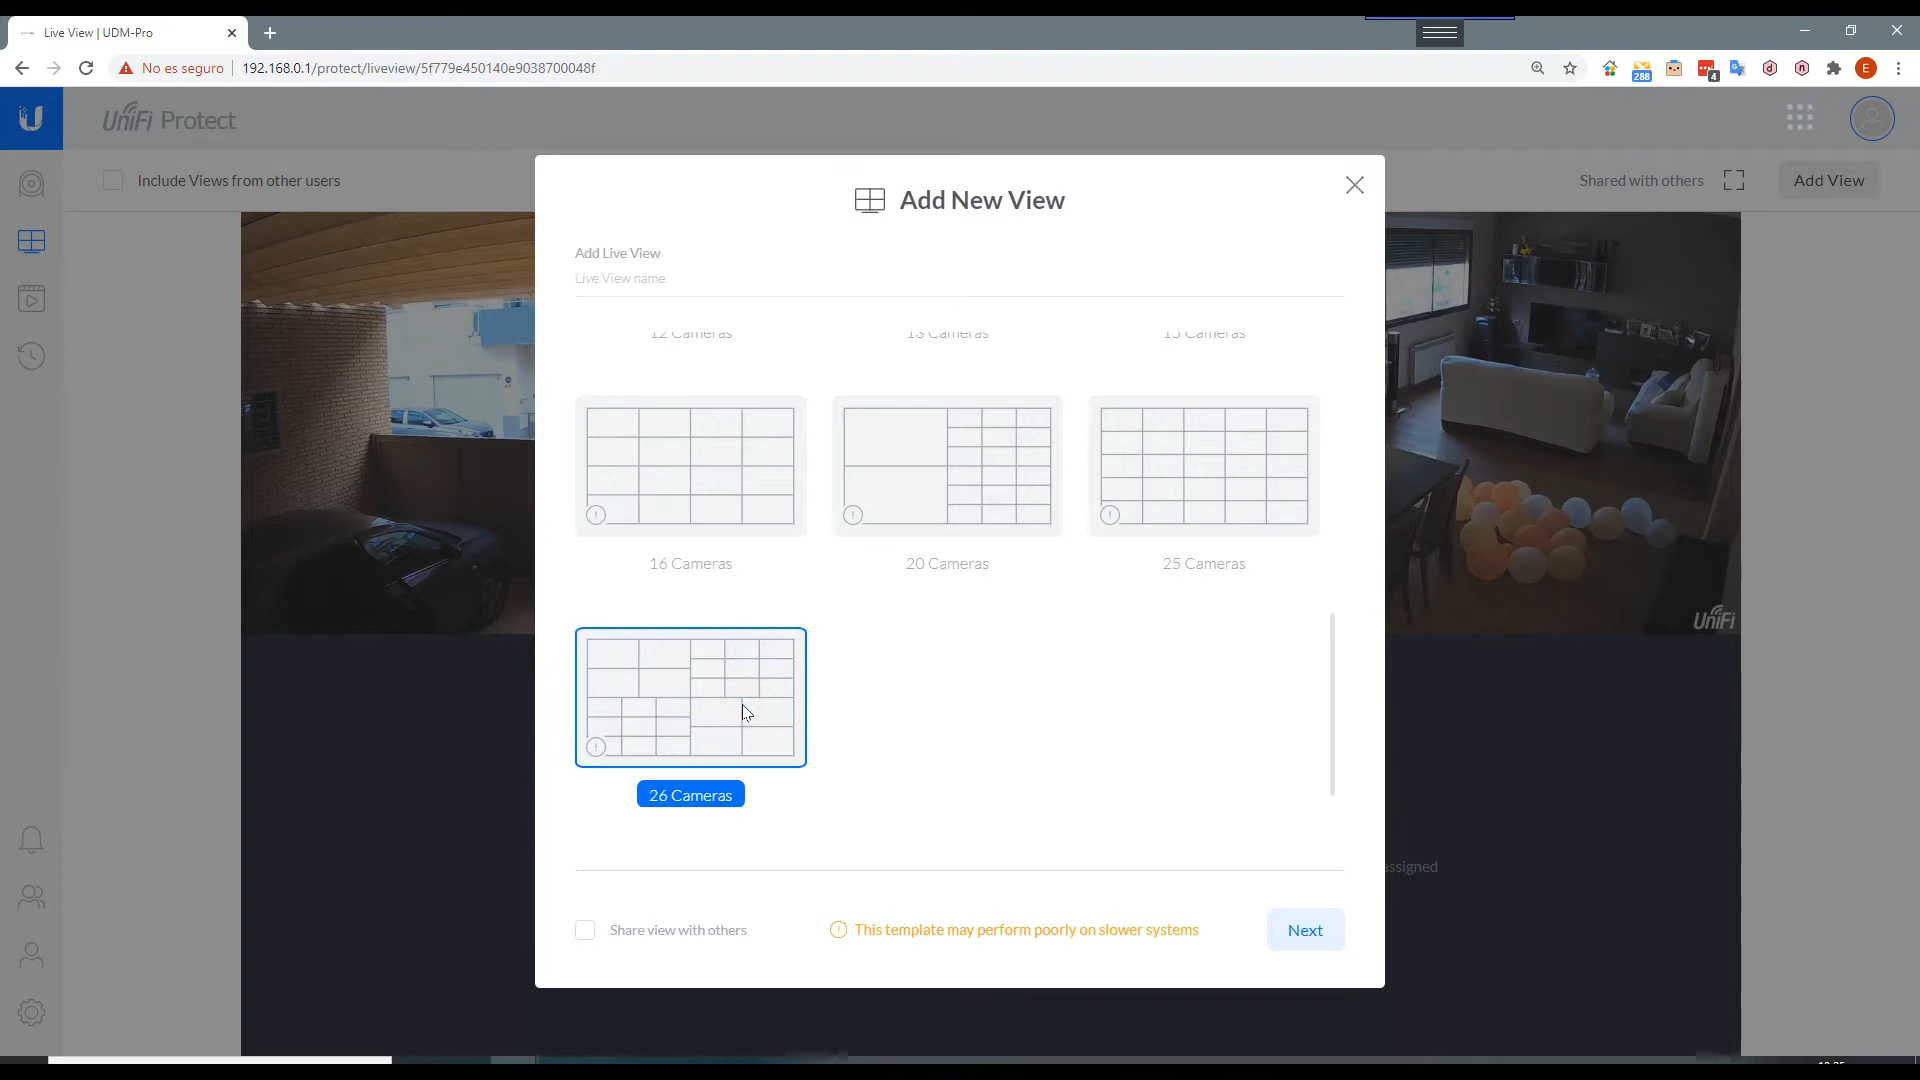 Live View | UDM-Pro
No es seguro
192.168.0.1/protect/liveview/5f779e450140e9038700048f
288
4
E
UniFi Protect
Include Views from other users
Shared with others
Add View
Add New View
Add Live View
Live View name
12 Cameras
13 Cameras
15 Cameras
16 Cameras
20 Cameras
25 Cameras
26 Cameras
UniFi
assigned
Share view with others
This template may perform poorly on slower systems
Next